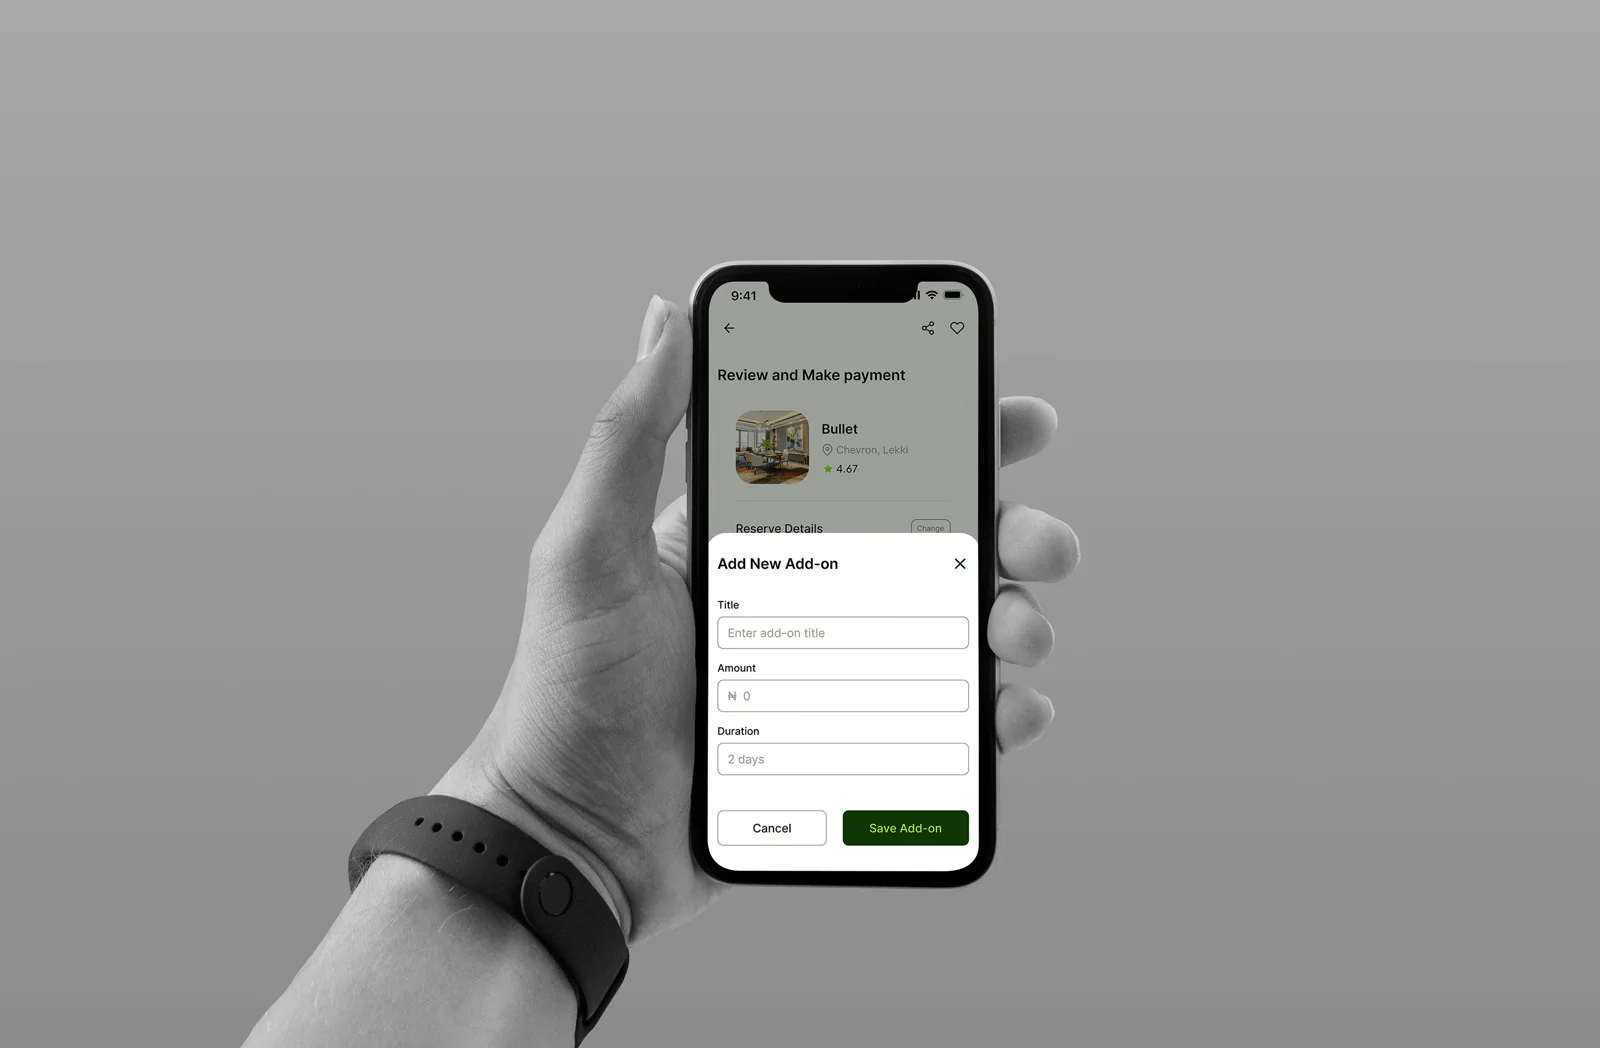 9:41
Review and Make payment
Bullet
Chevron, Lekki
4.67
Reserve Details
Change
Add New Add-on
Title
Enter add-on title
Amount
₦ 0
Duration
2 days
Cancel
Save Add-on